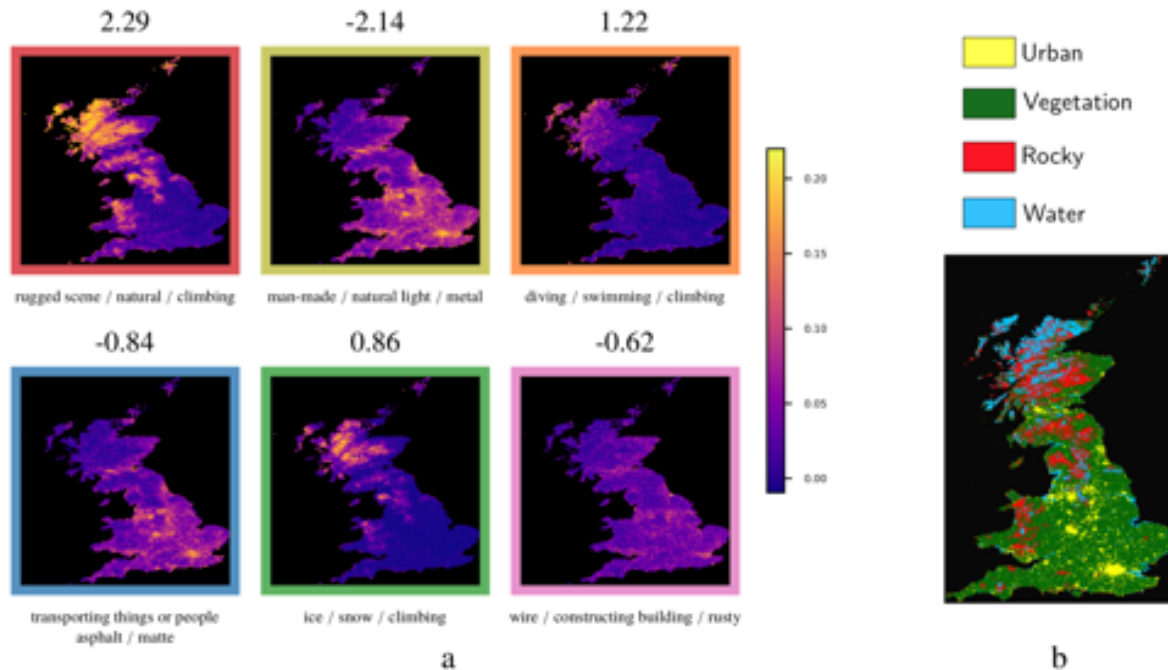 2.29
-2.14
1.22
rugged scene / natural / climbing
man-made / natural light / metal
diving / swimming / climbing
-0.84
0.86
-0.62
transporting things or people
asphalt / matte
ice / snow / climbing
wire / constructing building / rusty
0.20
0.15
0.10
0.05
0.00
a
Urban
Vegetation
Rocky
Water
b